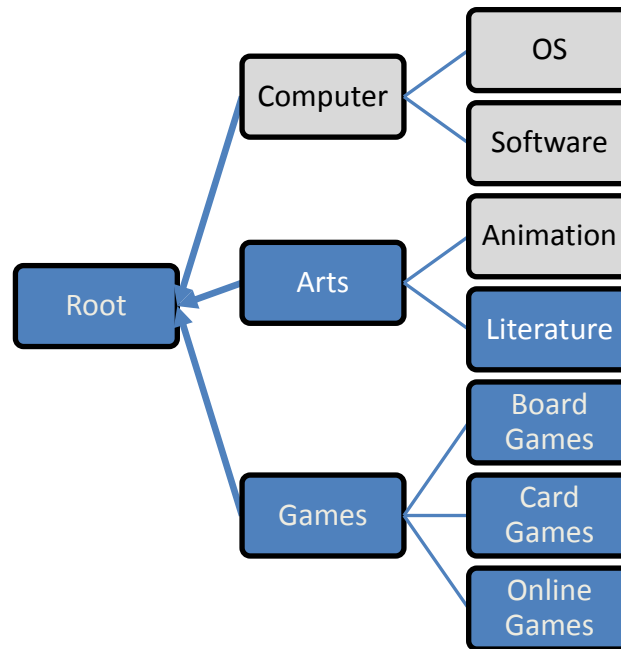 OS
Computer
Software
Animation
Arts
Root
Literature
Board
Games
Games
Card
Games
Online
Games